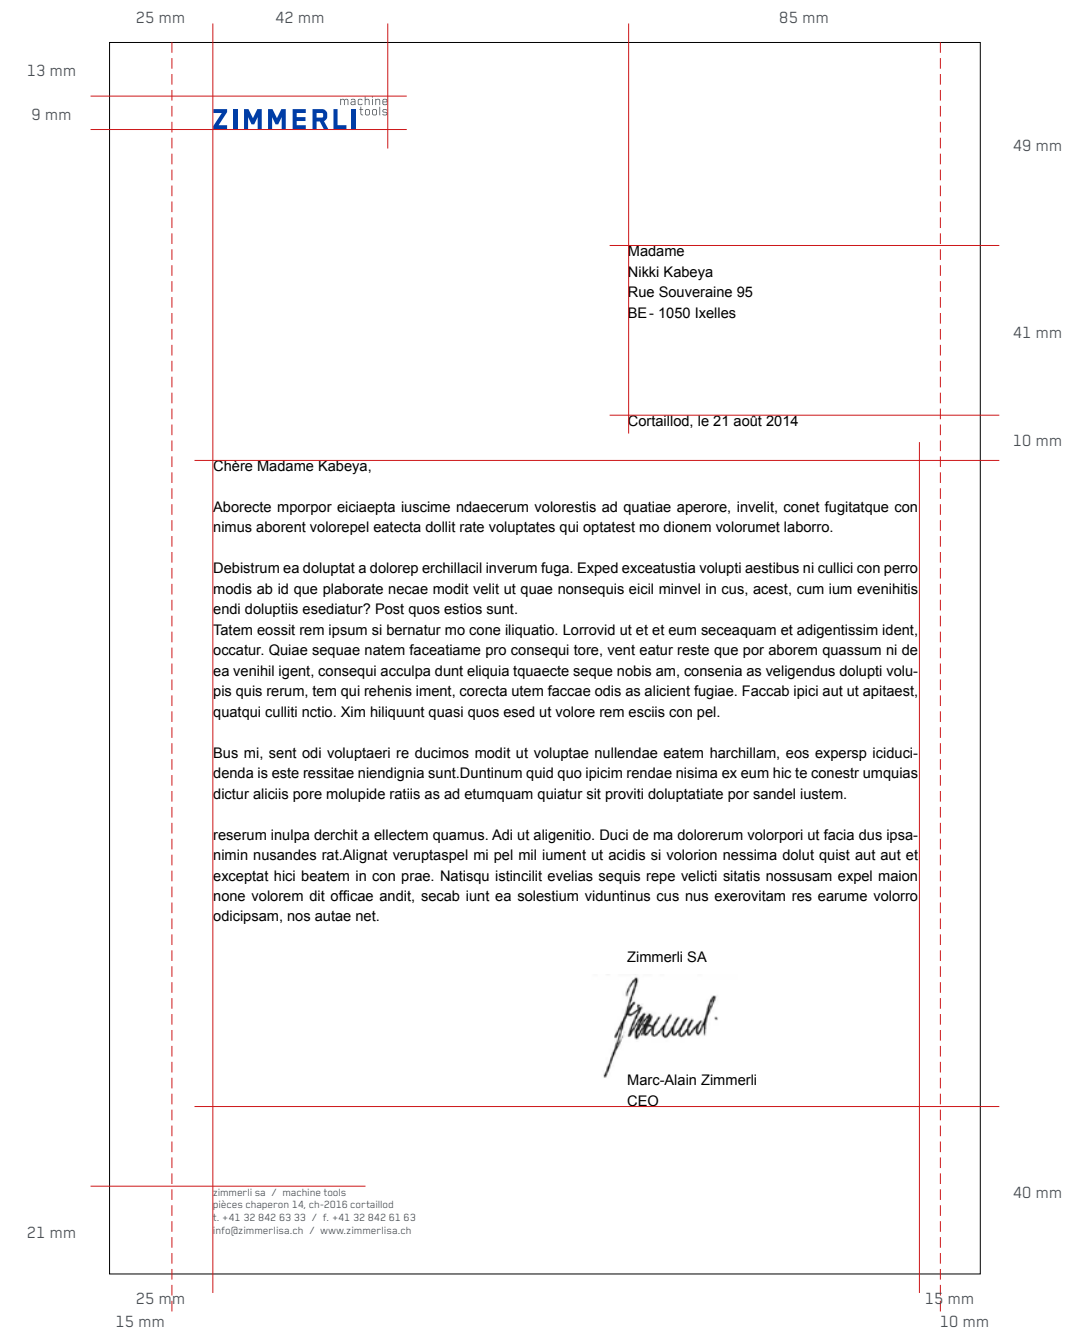 25 mm
42 mm
85 mm
13 mm
9 mm
machine
tools
ZIMMERLI
49 mm
Madame
Nikki Kabeya
Rue Souveraine 95
BE - 1050 Ixelles
41 mm
Cortaillod, le 21 août 2014
10 mm
Chère Madame Kabeya,
Aborecte mporpor eiciaepta iuscime ndaecerum volorestis ad quatiae aperore, invelit, conet fugitatque con
nimus aborent volorepel eatecta dollit rate voluptates qui optatest mo dionem volorumet laborro.
Debistrum ea doluptat a dolorep erchillacil inverum fuga. Exped exceatustia volupti aestibus ni cullici con perro
modis ab id que plaborate necae modit velit ut quae nonsequis eicil minvel in cus, acest, cum ium evenihitis
endi doluptiis esediatur? Post quos estios sunt.
Tatem eossit rem ipsum si bernatur mo cone iliquatio. Lorrovid ut et et eum seceaquam et adigentissim ident,
occatur. Quiae sequae natem faceatiame pro consequi tore, vent eatur reste que por aborem quassum ni de
ea venihil igent, consequi acculpa dunt eliquia tquaecte seque nobis am, consenia as veligendus dolupti volu-
pis quis rerum, tem qui rehenis iment, corecta utem faccae odis as alicient fugiae. Faccab ipici aut ut apitaest,
quatqui culliti nctio. Xim hiliquunt quasi quos esed ut volore rem esciis con pel.
Bus mi, sent odi voluptaeri re ducimos modit ut voluptae nullendae eatem harchillam, eos expersp iciduci-
denda is este ressitae niendignia sunt.Duntinum quid quo ipicim rendae nisima ex eum hic te conestr umquias
dictur aliciis pore molupide ratiis as ad etumquam quiatur sit proviti doluptatiate por sandel iustem.
reserum inulpa derchit a ellectem quamus. Adi ut aligenitio. Duci de ma dolorerum volorpori ut facia dus ipsa-
nimin nusandes rat.Alignat veruptaspel mi pel mil iument ut acidis si volorion nessima dolut quist aut aut et
exceptat hici beatem in con prae. Natisqu istincilit evelias sequis repe velicti sitatis nossusam expel maion
none volorem dit officae andit, secab iunt ea solestium viduntinus cus nus exerovitam res earume volorro
odicipsam, nos autae net.
Zimmerli SA
Marc-Alain Zimmerli
CEO
zimmerli sa / machine tools
pièces chaperon 14, ch-2016 cortaillod
t. +41 32 842 63 33 / f. +41 32 842 61 63
info@zimmerlisa.ch / www.zimmerlisa.ch
40 mm
21 mm
25 mm
15 mm
15 mm
10 mm